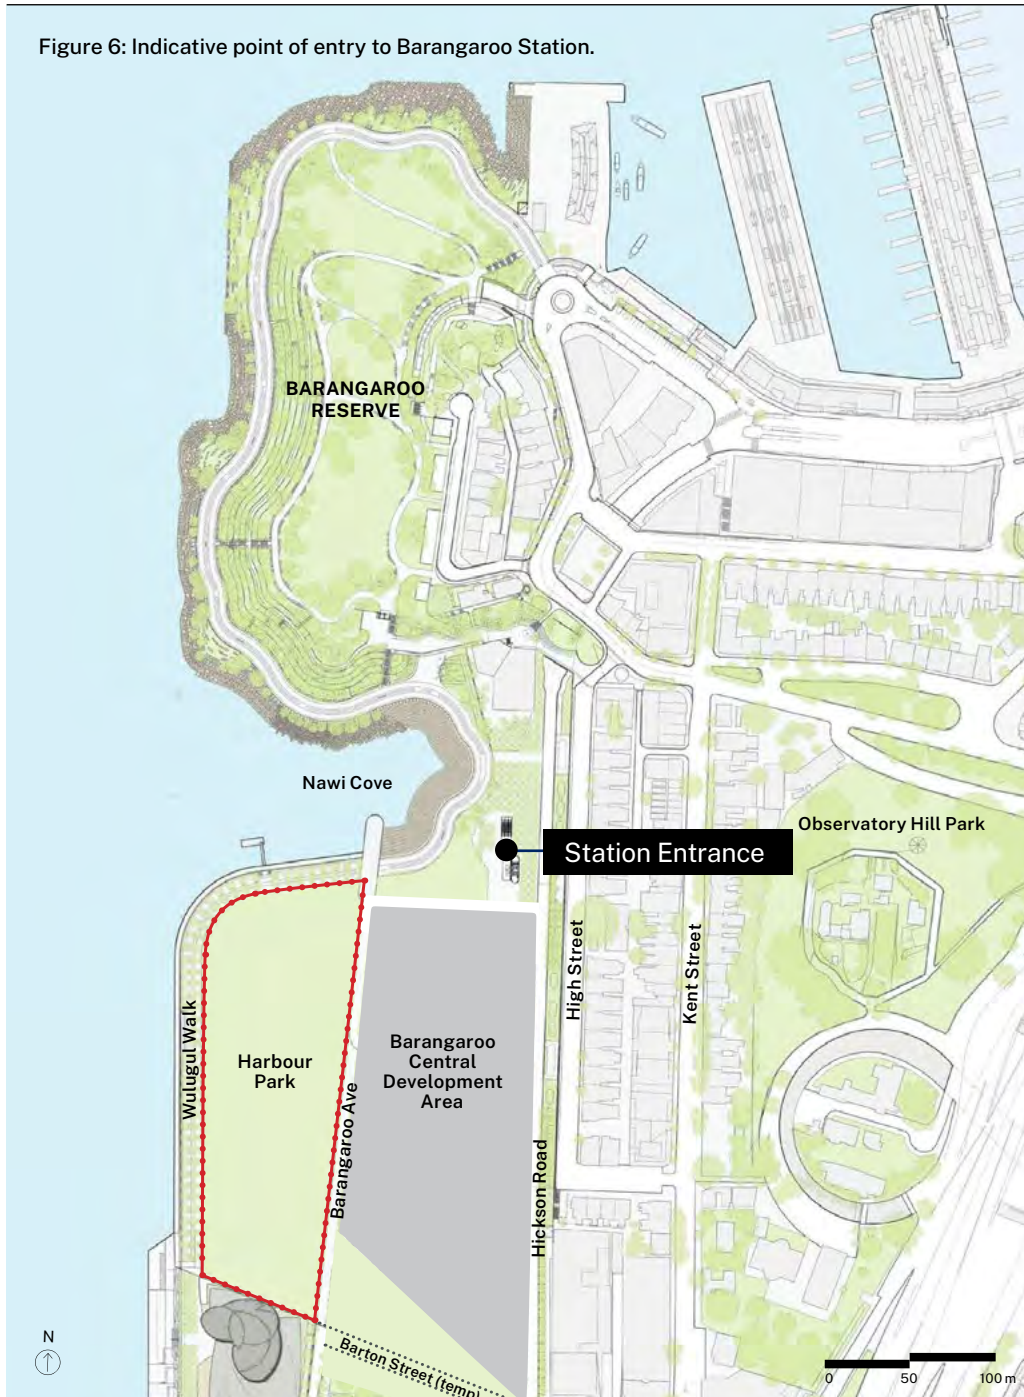 Figure 6: Indicative point of entry to Barangaroo Station.
BARANGAROO
RESERVE
Nawi Cove
Observatory Hill Park
Station Entrance
High Street
Kent Street
Wulugul Walk
Harbour
Park
Barangaroo Ave
Barangaroo
Central
Development
Area
Hickson Road
Barton Street (temp)
N
0 50 100 m